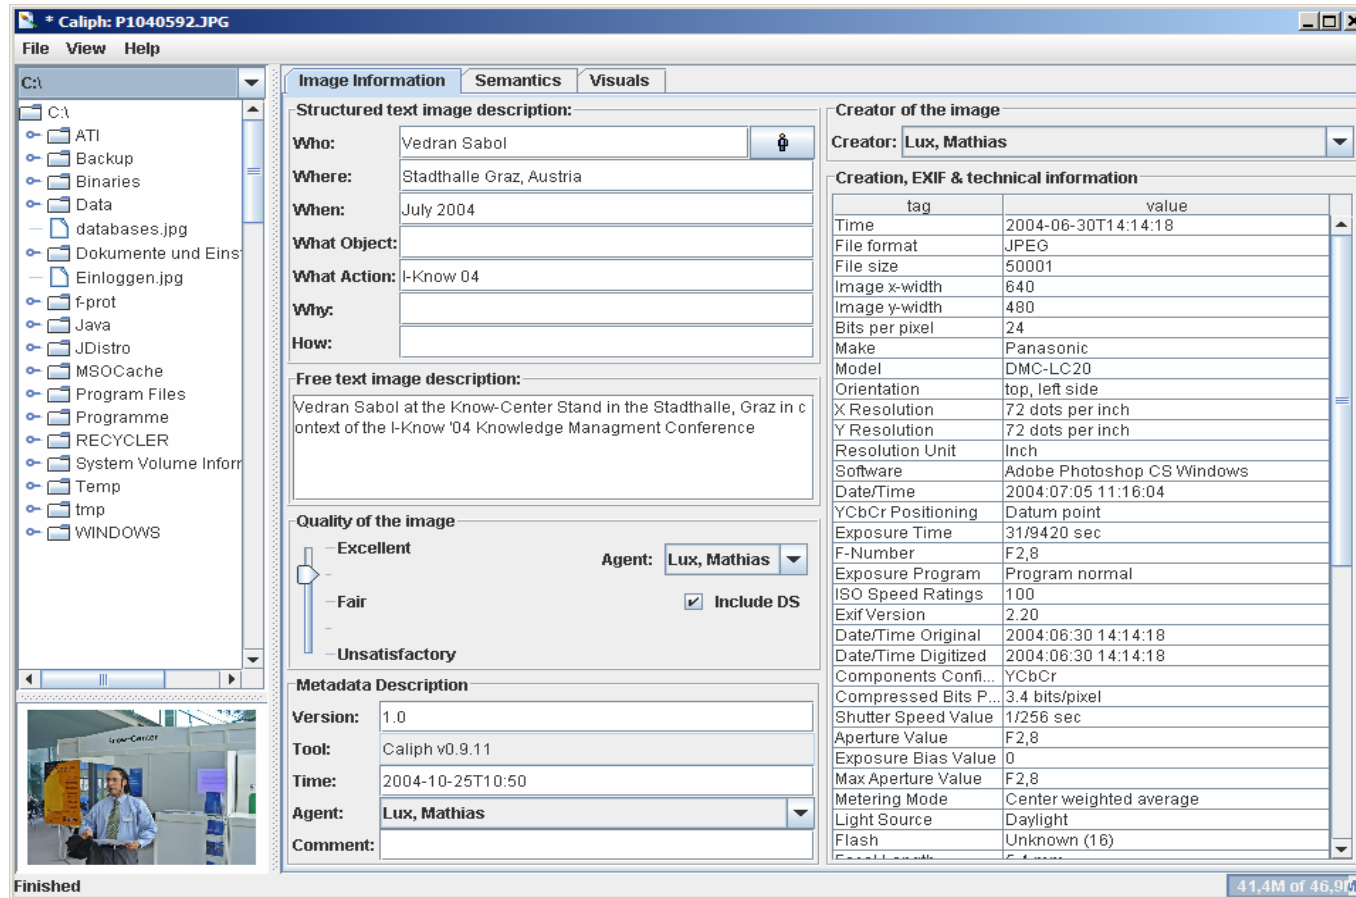 * Caliph: P1040592.JPG
File View Help
C:\
C:\
ATI
Backup
Binaries
Data
databases.jpg
Dokumente und Eins
Einloggen.jpg
f-prot
Java
JDistro
MSOCache
Program Files
Programme
RECYCLER
System Volume Inforr
Temp
tmp
WINDOWS
Know-Center
Image Information Semantics Visuals
Structured text image description:
Who: Vedran Sabol
Where: Stadthalle Graz, Austria
When: July 2004
What Object:
What Action: I-Know 04
Why:
How:
Free text image description:
Vedran Sabol at the Know-Center Stand in the Stadthalle, Graz in c
ontext of the I-Know '04 Knowledge Managment Conference
Quality of the image
Excellent
Fair
Unsatisfactory
Agent: Lux, Mathias
Include DS
Metadata Description
Version: 1.0
Tool: Caliph v0.9.11
Time: 2004-10-25T10:50
Agent: Lux, Mathias
Comment:
Creator of the image
Creator: Lux, Mathias
Creation, EXIF & technical information
tag value
Time 2004-06-30T14:14:18
File format JPEG
File size 50001
Image x-width 640
Image y-width 480
Bits per pixel 24
Make Panasonic
Model DMC-LC20
Orientation top, left side
X Resolution 72 dots per inch
Y Resolution 72 dots per inch
Resolution Unit Inch
Software Adobe Photoshop CS Windows
Date/Time 2004:07:05 11:16:04
YCbCr Positioning Datum point
Exposure Time 31/9420 sec
F-Number F2,8
Exposure Program Program normal
ISO Speed Ratings 100
Exif Version 2.20
Date/Time Original 2004:06:30 14:14:18
Date/Time Digitized 2004:06:30 14:14:18
Components Confi... YCbCr
Compressed Bits P... 3.4 bits/pixel
Shutter Speed Value 1/256 sec
Aperture Value F2,8
Exposure Bias Value 0
Max Aperture Value F2,8
Metering Mode Center weighted average
Light Source Daylight
Flash Unknown (16)
Finished
41,4M of 46,9M